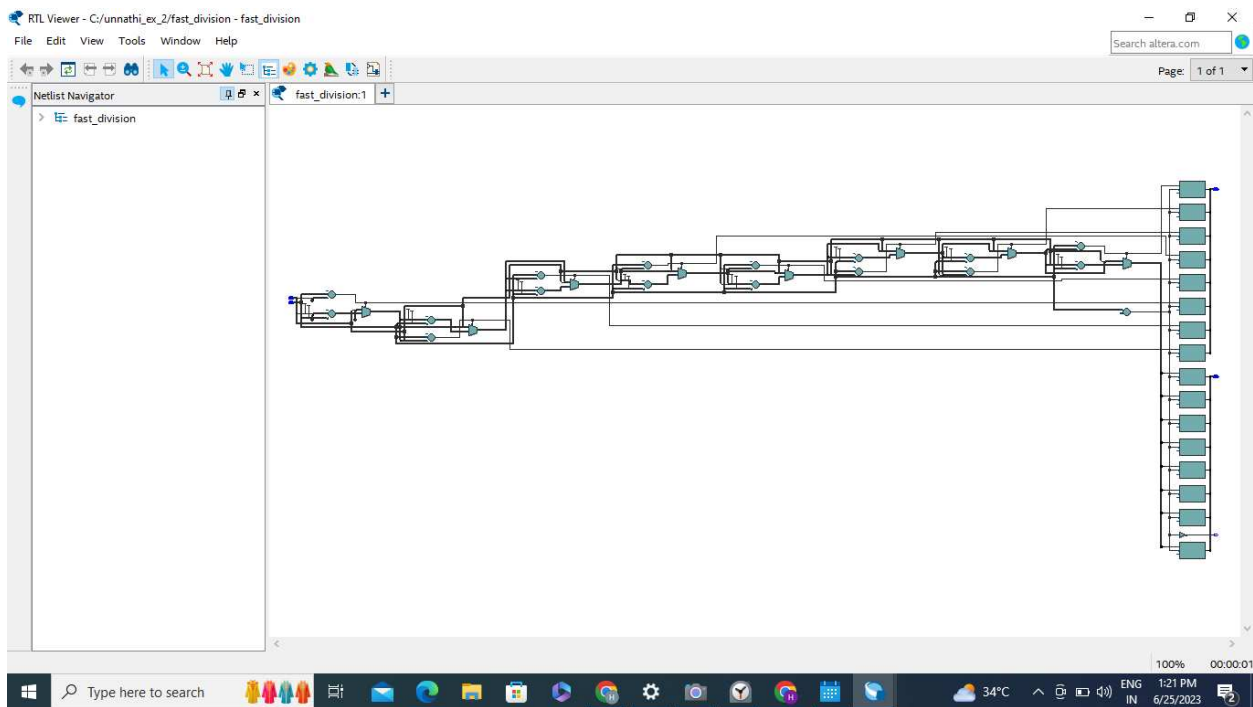 RTL Viewer - C:/unnathi_ex_2/fast_division - fast_division
File Edit View Tools Window Help
Search altera.com
Page: 1 of 1
Netlist Navigator
fast_division:1
fast_division
100% 00:00:01
Type here to search
34°C
ENG
IN
1:21 PM
6/25/2023
2